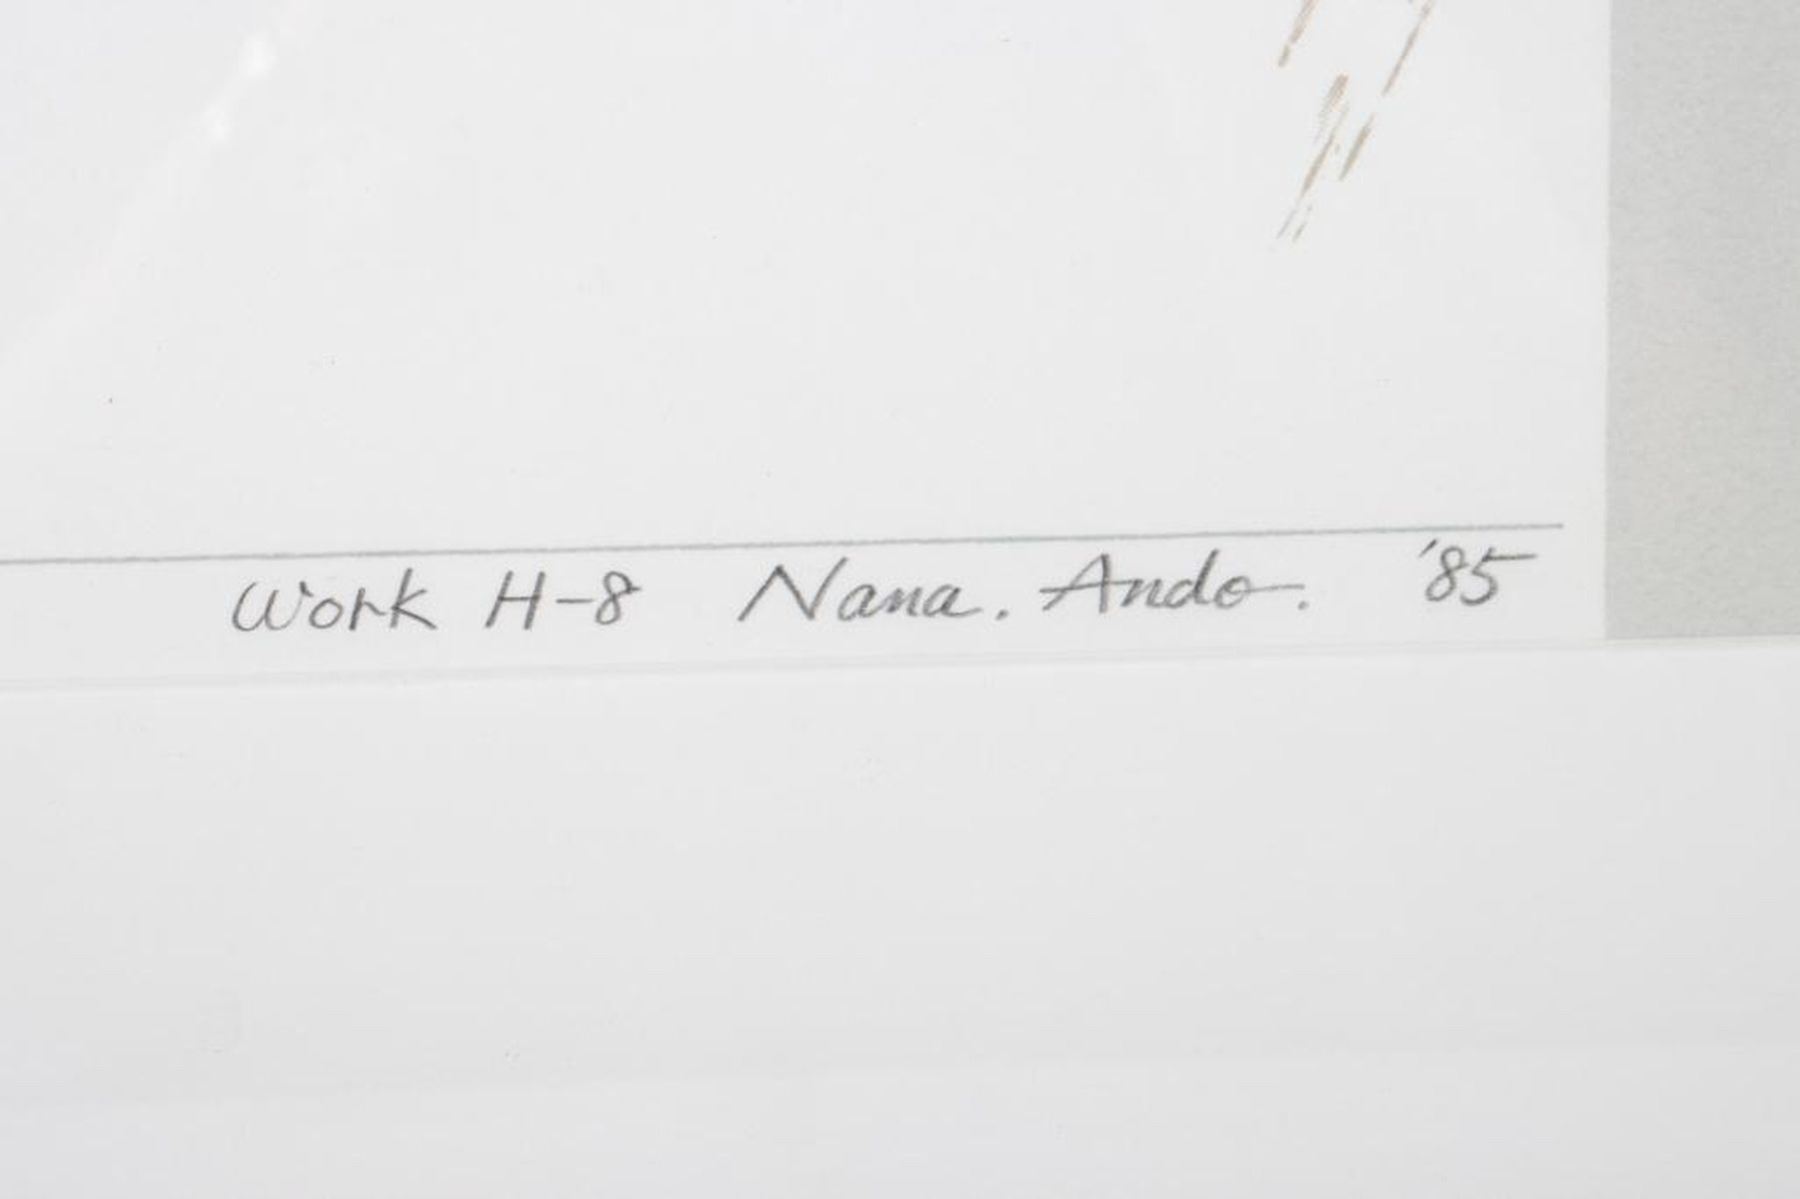 Work H-8 Nana. Ando. '85